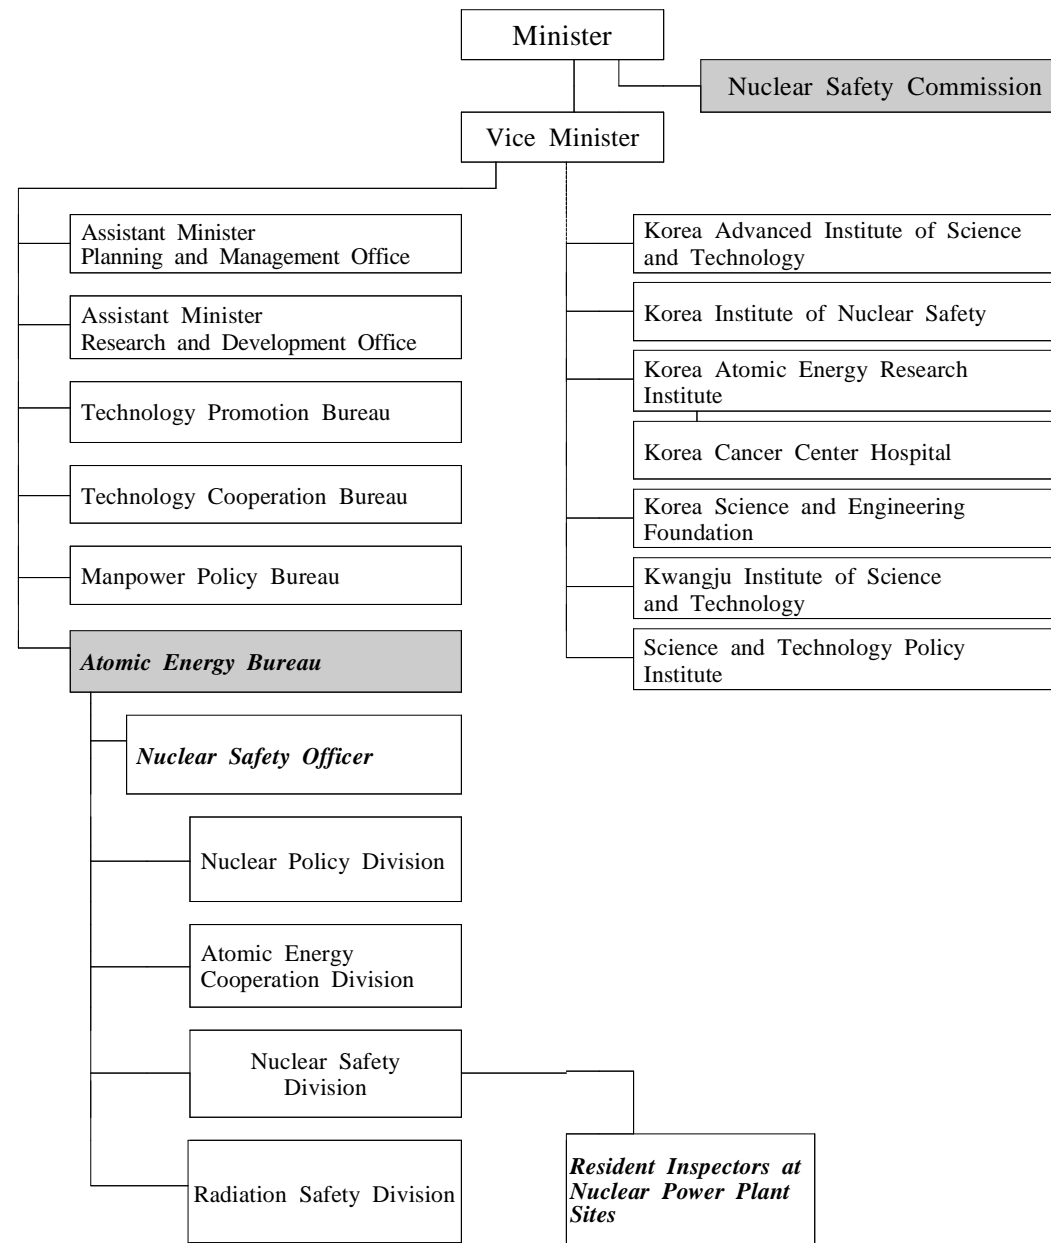 Minister
Nuclear Safety Commission
Vice Minister
Assistant Minister
Planning and Management Office
Assistant Minister
Research and Development Office
Technology Promotion Bureau
Technology Cooperation Bureau
Manpower Policy Bureau
Atomic Energy Bureau
Nuclear Safety Officer
Nuclear Policy Division
Atomic Energy
Cooperation Division
Nuclear Safety
Division
Radiation Safety Division
Resident Inspectors at
Nuclear Power Plant
Sites
Korea Advanced Institute of Science
and Technology
Korea Institute of Nuclear Safety
Korea Atomic Energy Research
Institute
Korea Cancer Center Hospital
Korea Science and Engineering
Foundation
Kwangju Institute of Science
and Technology
Science and Technology Policy
Institute